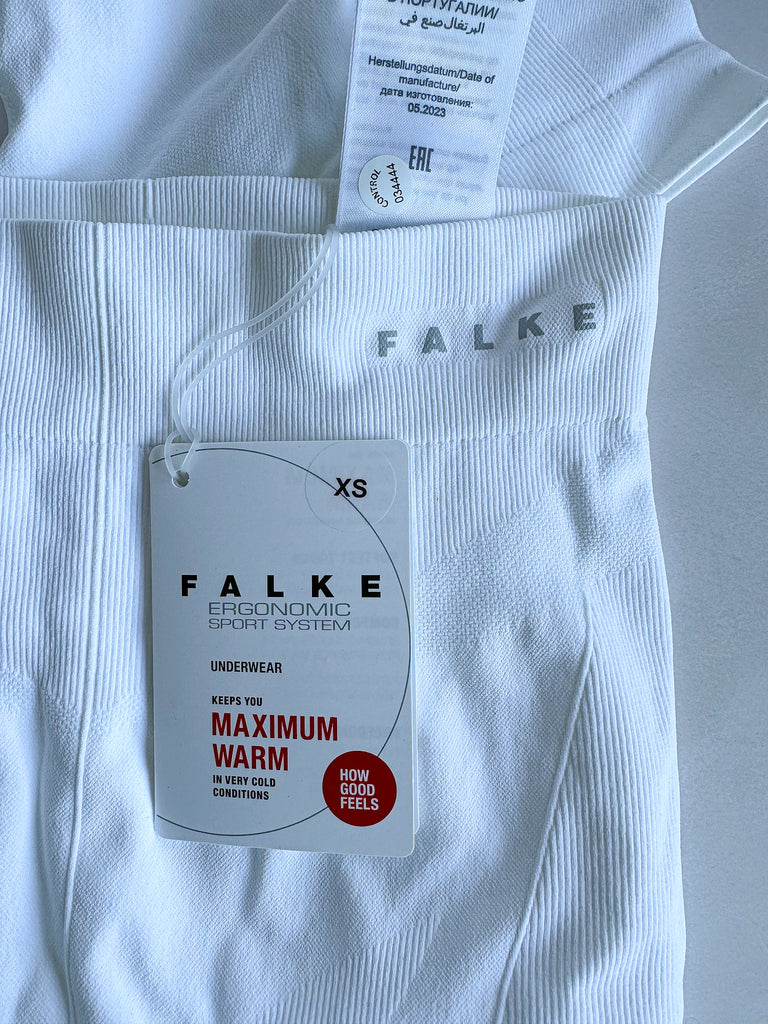 В ПОРТУГАЛИИ/
البرتغال صنع في
Herstellungsdatum/Date of
manufacture/
дата изготовления:
05.2023
EAC
CONTROL
034444
FALKE
XS
FALKE
ERGONOMIC
SPORT SYSTEM
UNDERWEAR
KEEPS YOU
MAXIMUM
WARM
IN VERY COLD
CONDITIONS
HOW
GOOD
FEELS